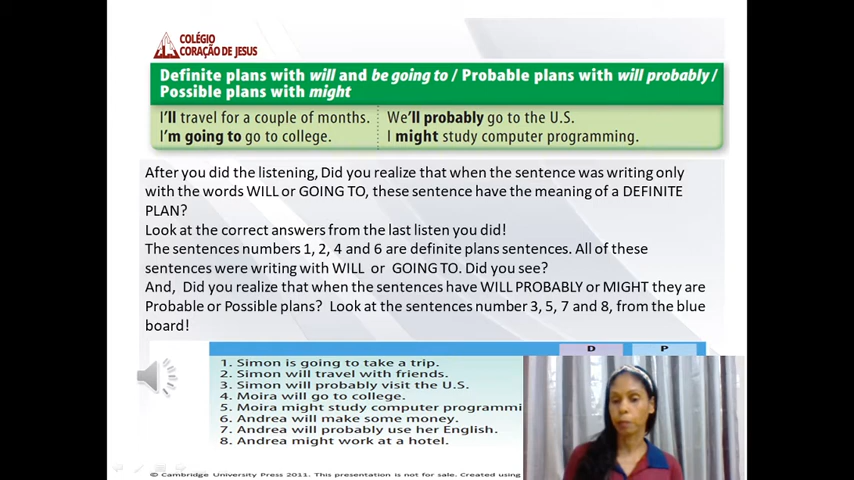 COLÉGIO
CORAÇÃO DE JESUS
Definite plans with will and be going to / Probable plans with will probably /
Possible plans with might
I'll travel for a couple of months. We'll probably go to the U.S.
I'm going to go to college. I might study computer programming.
After you did the listening, Did you realize that when the sentence was writing only
with the words WILL or GOING TO, these sentence have the meaning of a DEFINITE
PLAN?
Look at the correct answers from the last listen you did!
The sentences numbers 1, 2, 4 and 6 are definite plans sentences. All of these
sentences were writing with WILL or GOING TO. Did you see?
And, Did you realize that when the sentences have WILL PROBABLY or MIGHT they are
Probable or Possible plans? Look at the sentences number 3, 5, 7 and 8, from the blue
board!
D P
1. Simon is going to take a trip.
2. Simon will travel with friends.
3. Simon will probably visit the U.S.
4. Moira will go to college.
5. Moira might study computer programmi
6. Andrea will make some money.
7. Andrea will probably use her English.
8. Andrea might work at a hotel.
© Cambridge University Press 2011. This presentation is not for sale. Created using